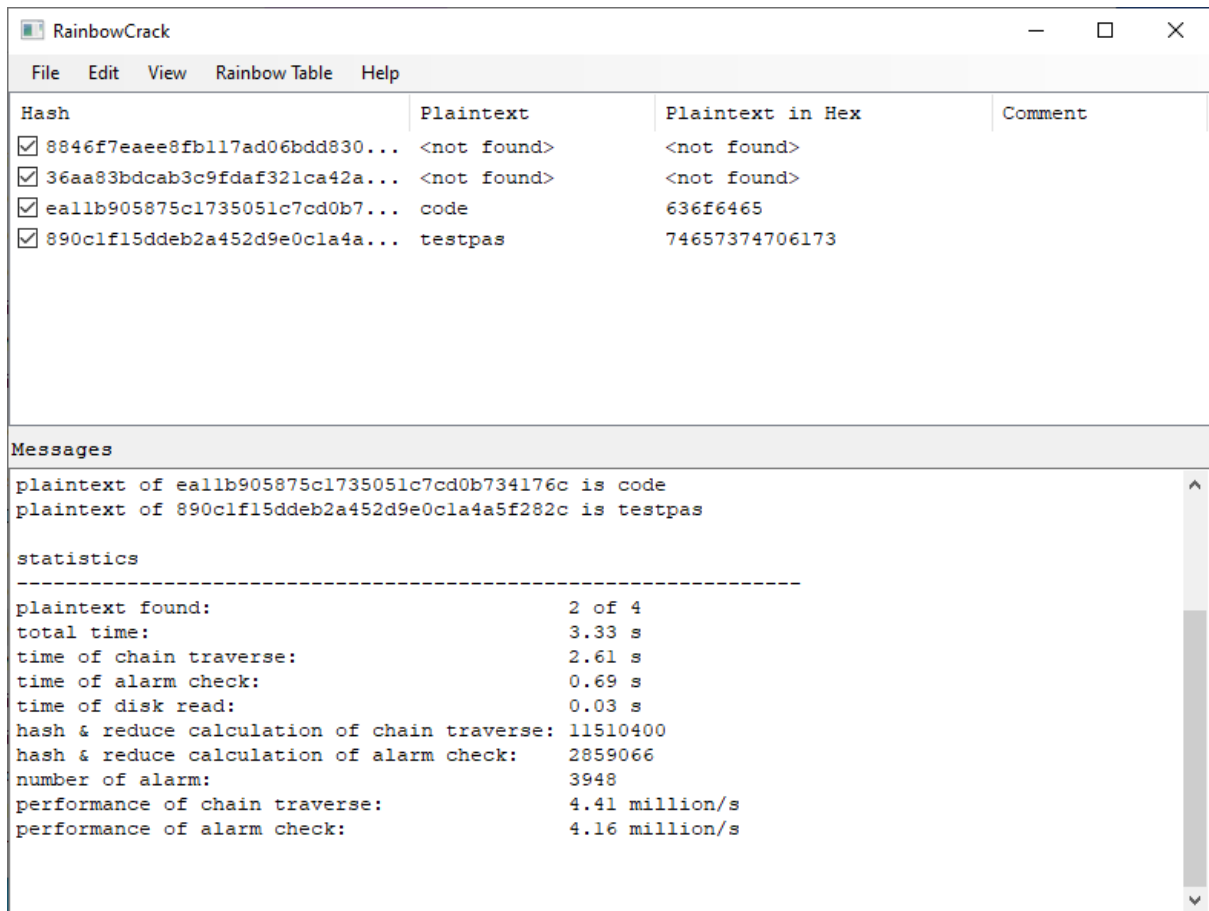 RainbowCrack
File Edit View Rainbow Table Help
Hash Plaintext Plaintext in Hex Comment
8846f7eaee8fb117ad06bdd830... <not found> <not found>
36aa83bdcab3c9fdaf321ca42a... <not found> <not found>
ea11b905875c1735051c7cd0b7... code 636f6465
890c1f15ddeb2a452d9e0c1a4a... testpas 74657374706173
Messages
plaintext of ea11b905875c1735051c7cd0b734176c is code
plaintext of 890c1f15ddeb2a452d9e0c1a4a5f282c is testpas
statistics
----------------------------------------------------------------
plaintext found: 2 of 4
total time: 3.33 s
time of chain traverse: 2.61 s
time of alarm check: 0.69 s
time of disk read: 0.03 s
hash & reduce calculation of chain traverse: 11510400
hash & reduce calculation of alarm check: 2859066
number of alarm: 3948
performance of chain traverse: 4.41 million/s
performance of alarm check: 4.16 million/s